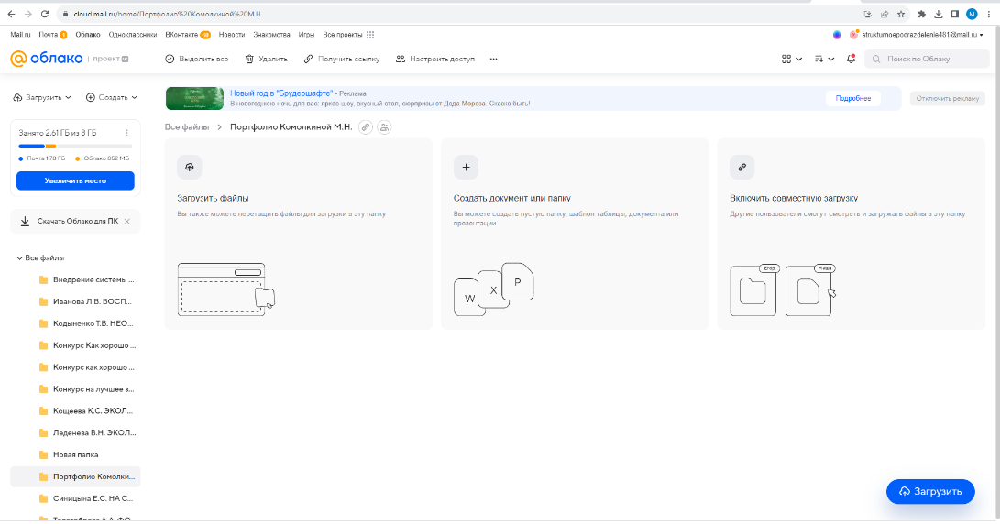 cloud.mail.ru/home/Портфолио%20Комолкиной%20М.Н.
М
Mail.ru Почта 1 Облако Одноклассники ВКонтакте Новости Знакомства Игры Все проекты strukturnoepodrazdelenie481@mail.ru
облако проект
Выделить все Удалить Получить ссылку Настроить доступ Поиск по Облаку
Загрузить Создать
Новый год в "Брудершафте" • Реклама
В новогоднюю ночь для вас: яркое шоу, вкусный стол, сюрпризы от Деда Мороза. Скаже быть!
Подробнее
Отключить рекламу
Занято 2.61 ГБ из 8 ГБ
Почта 1.78 ГБ Облако 852 МБ
Увеличить место
Скачать Облако для ПК
Все файлы > Портфолио Комолкиной М.Н.
Загрузить файлы
Вы также можете перетащить файлы для загрузки в эту папку
Создать документ или папку
Вы можете создать пустую папку, шаблон таблицы, документа или
презентации
W X P
Включить совместную загрузку
Другие пользователи смогут смотреть и загружать файлы в эту папку
Егор Миша
Все файлы
Внедрение системы ...
Иванова Л.В. ВОСП...
Кодыненко Т.В. НЕО...
Конкурс Как хорошо ...
Конкурс как хорошо ...
Конкурс на лучшее з...
Кощеева К.С. ЭКОЛ...
Леденева В.Н. ЭКОЛ...
Новая папка
Портфолио Комолки...
Синицына Е.С. НА С...
Загрузить